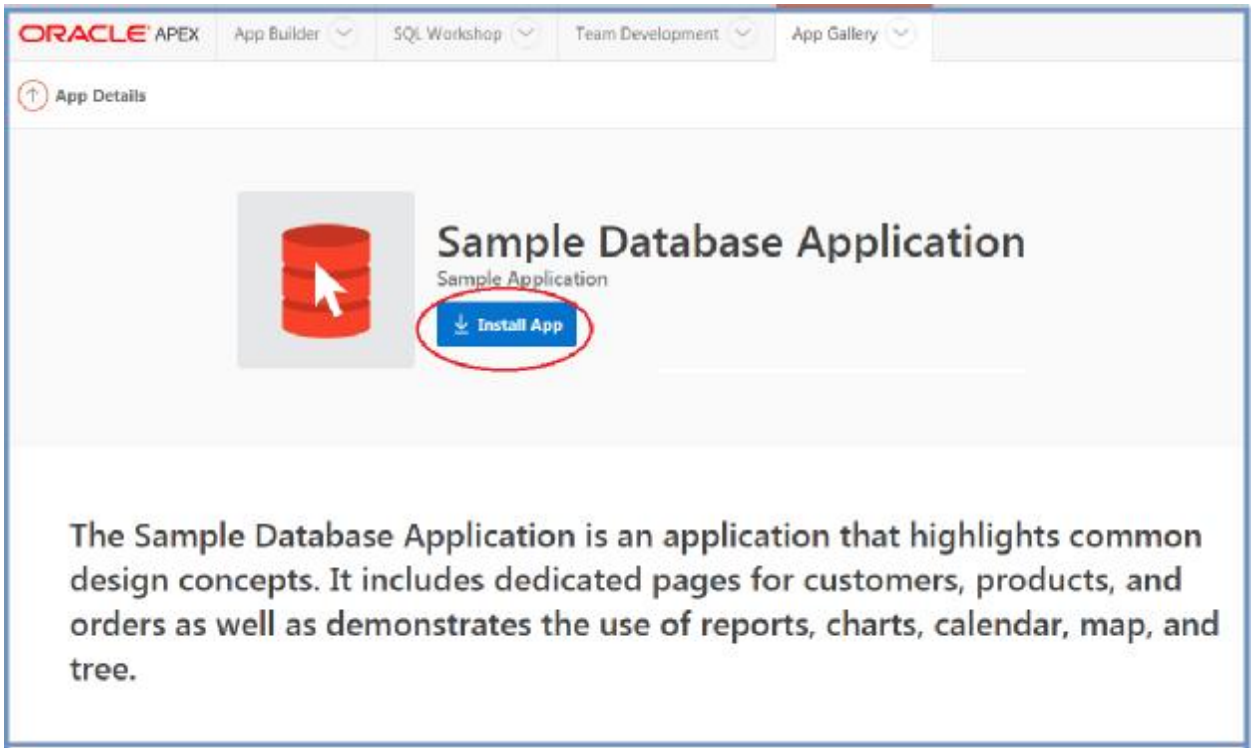 ORACLE APEX App Builder SQL Workshop Team Development App Gallery
App Details
Sample Database Application
Sample Application
Install App
The Sample Database Application is an application that highlights common
design concepts. It includes dedicated pages for customers, products, and
orders as well as demonstrates the use of reports, charts, calendar, map, and
tree.